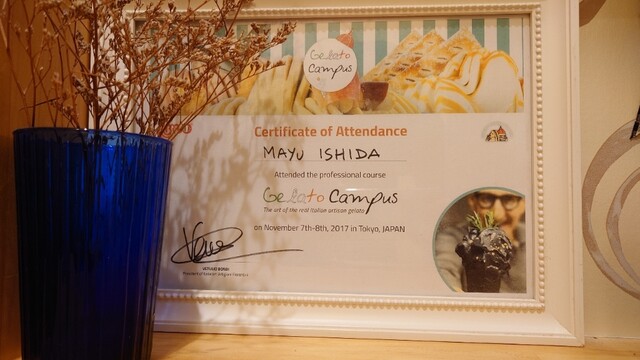 Gelato
Campus
Certificate of Attendance
MAYU ISHIDA
Attended the professional course
Gelato Campus
The art of the real Italian artisan gelato
on November 7th-8th, 2017 in Tokyo, JAPAN